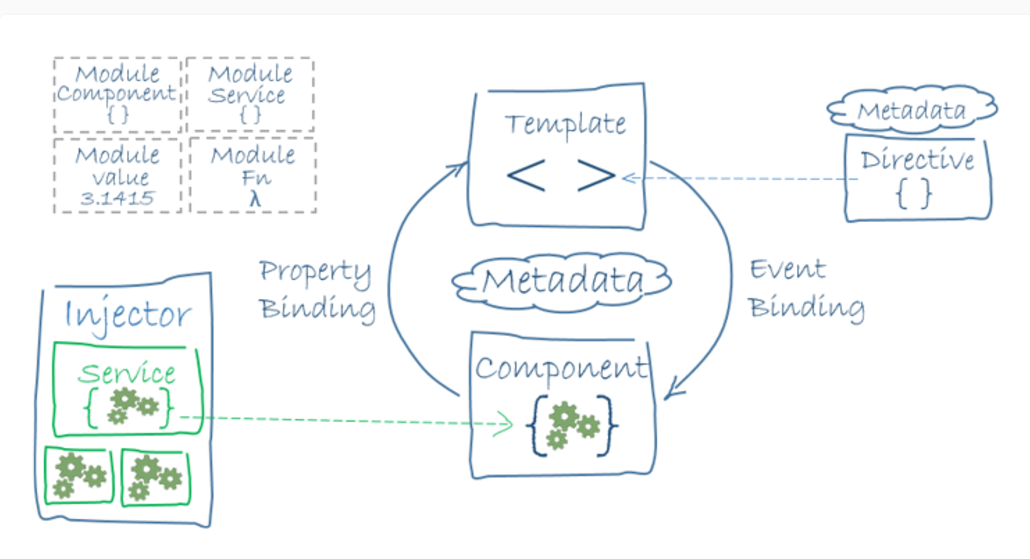 Module
Component
{ }
Module
Service
{ }
Module
value
3.1415
Module
Fn
λ
Template
< >
Metadata
Directive
{ }
Property
Binding
Metadata
Event
Binding
Injector
Service
{ }
Component
{ }